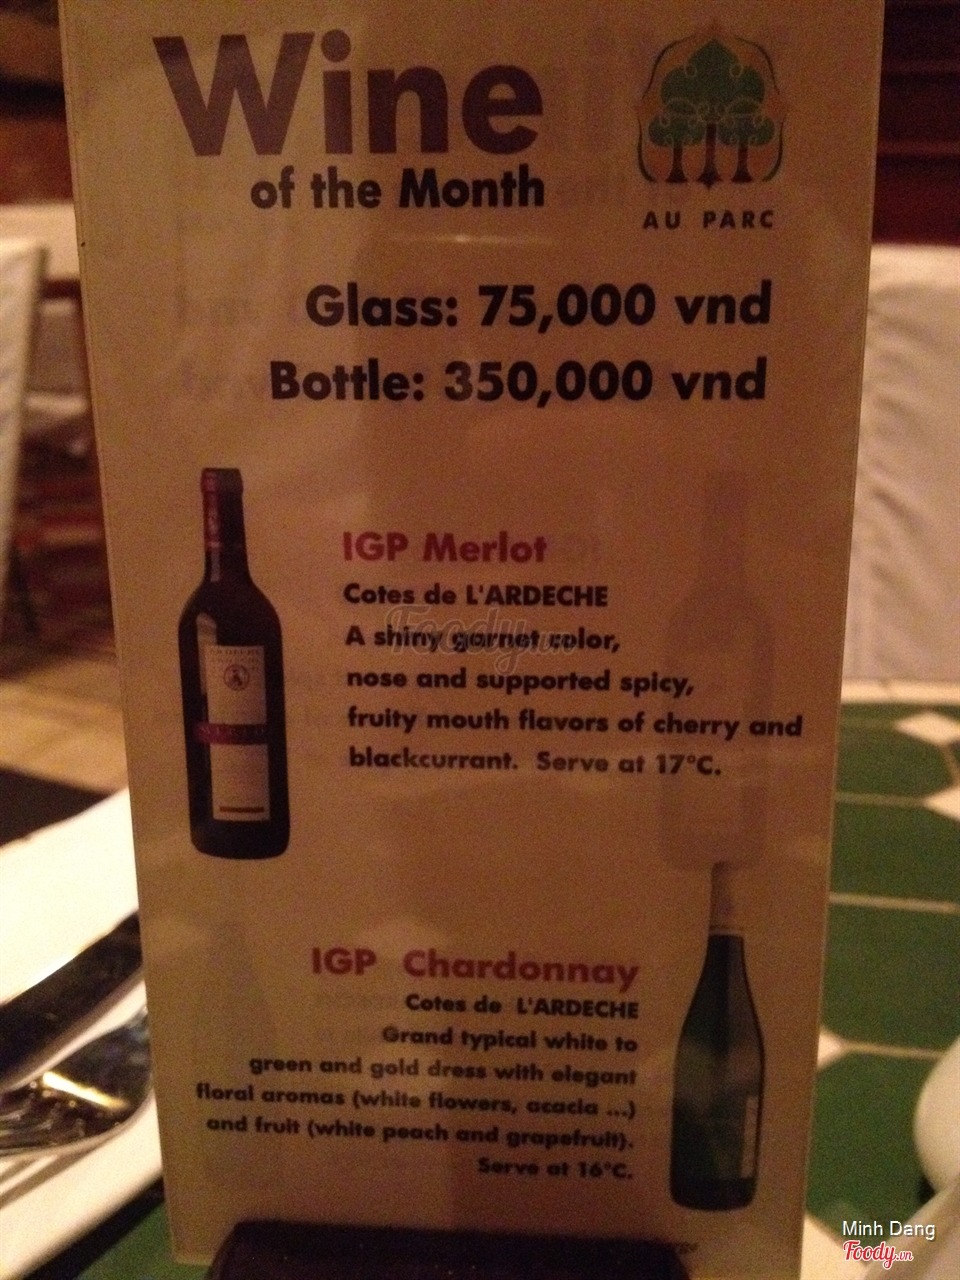 Wine
of the Month
AU PARC
Glass: 75,000 vnd
Bottle: 350,000 vnd
IGP Merlot
Cotes de L'ARDECHE
A shiny garnet color,
nose and supported spicy,
fruity mouth flavors of cherry and
blackcurrant. Serve at 17°C.
IGP Chardonnay
Cotes de L'ARDECHE
Grand typical white to
green and gold dress with elegant
floral aromas (white flowers, acacia ...)
and fruit (white peach and grapefruit).
Serve at 16°C.
Foody.vn
Minh Dang
Foody.vn